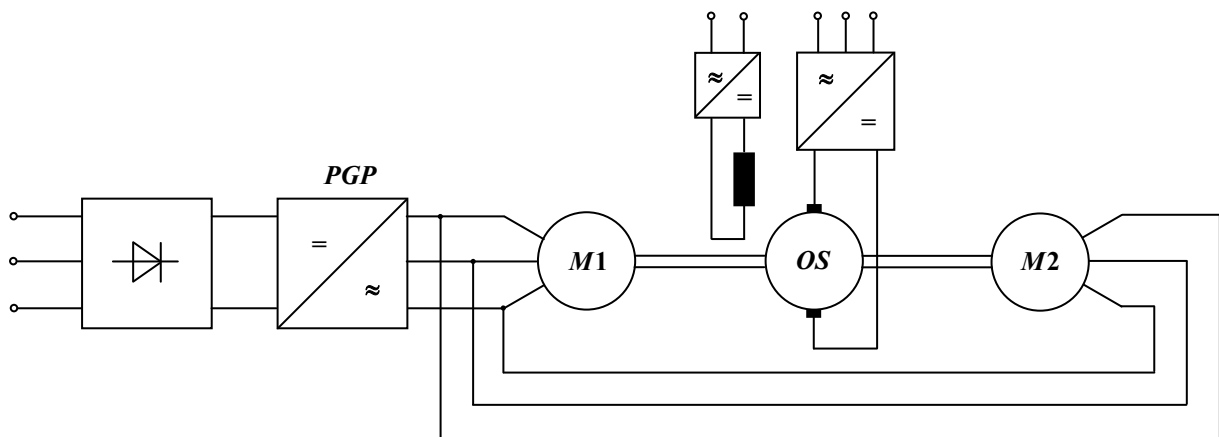 ≈
=
≈
=
PGP
=
≈
M1
OS
M2